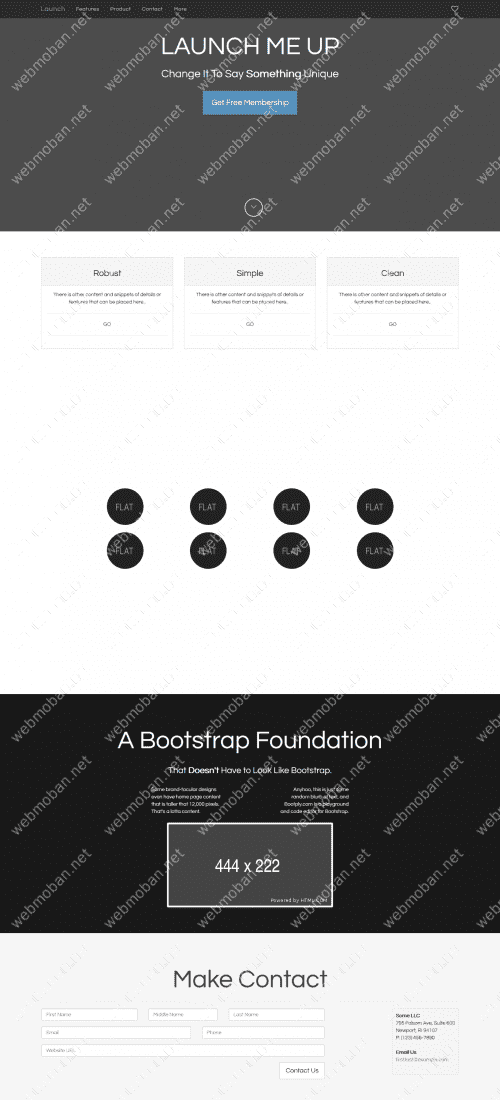 Launch Features Product Contact More
LAUNCH ME UP
Change It To Say Something Unique
Get Free Membership
Robust
There is other content and snippets of details or
features that can be placed here..
GO
Simple
There is other content and snippets of details or
features that can be placed here..
GO
Clean
There is other content and snippets of details or
features that can be placed here..
GO
FLAT FLAT FLAT FLAT
FLAT FLAT FLAT FLAT
A Bootstrap Foundation
That Doesn't Have to Look Like Bootstrap.
Some brand-tacular designs
even have home page content
that is taller that 12,000 pixels.
That's a lotta content.
Anyhoo, this is just some
random blurb of text, and
Bootply.com is a playground
and code editor for Bootstrap.
444 x 222
Powered by HTML.COM
Make Contact
First Name
Middle Name
Last Name
Email
Phone
Website URL
Contact Us
Some LLC
795 Folsom Ave, Suite 600
Newport, RI 94107
P: (123) 456-7890
Email Us
webmoban.net